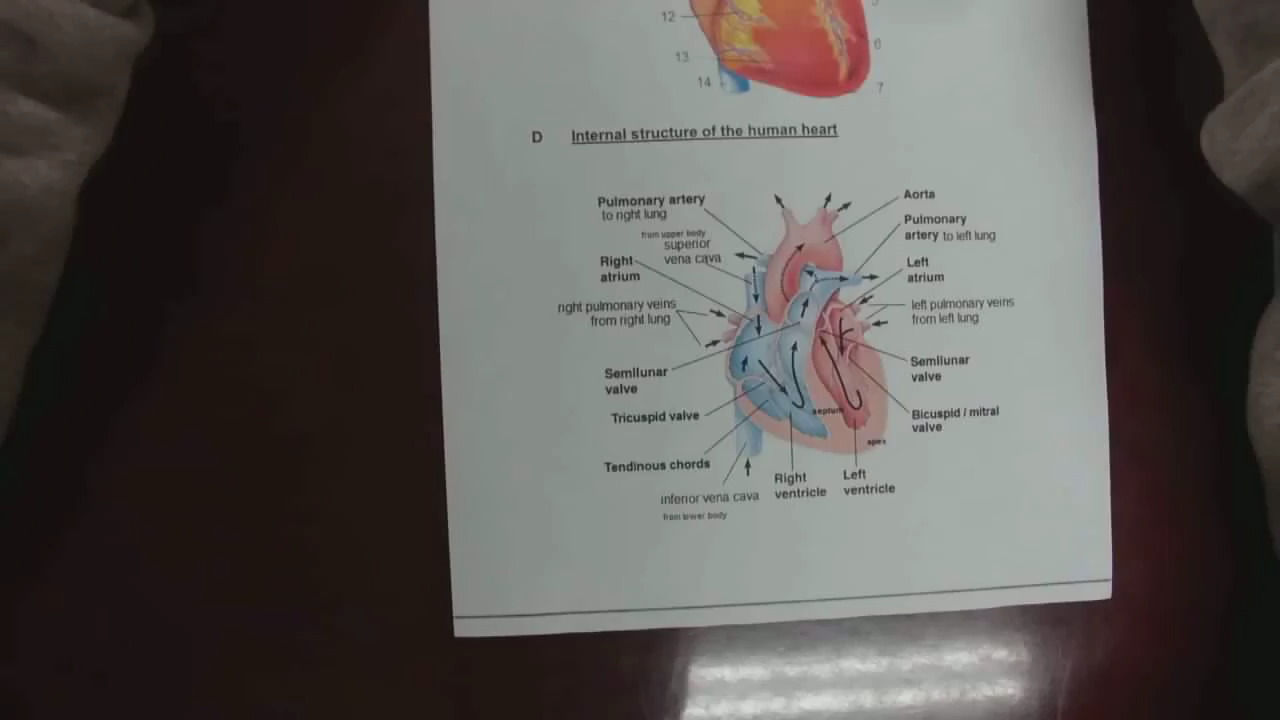 12
5
6
13
14
7
D Internal structure of the human heart
Pulmonary artery
to right lung
from upper body
superior
vena cava
Right
atrium
right pulmonary veins
from right lung
Semilunar
valve
Tricuspid valve
Tendinous chords
inferior vena cava
from lower body
Right
ventricle
Left
ventricle
septum
apex
Aorta
Pulmonary
artery to left lung
Left
atrium
left pulmonary veins
from left lung
Semilunar
valve
Bicuspid / mitral
valve